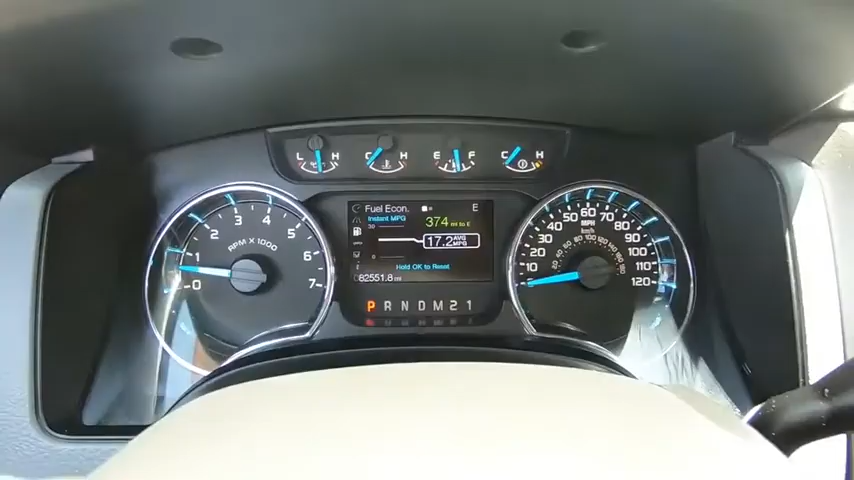 L H
C H
E F
C H
Fuel Econ.
E
Instant MPG
30
374 mi to E
17.2 AVG MPG
0
Hold OK to Reset
82551.8 mi
P R N D M 2 1
RPM X 1000
0 1 2 3 4 5 6 7
MPH
km/h
10 20 30 40 50 60 70 80 90 100 110 120